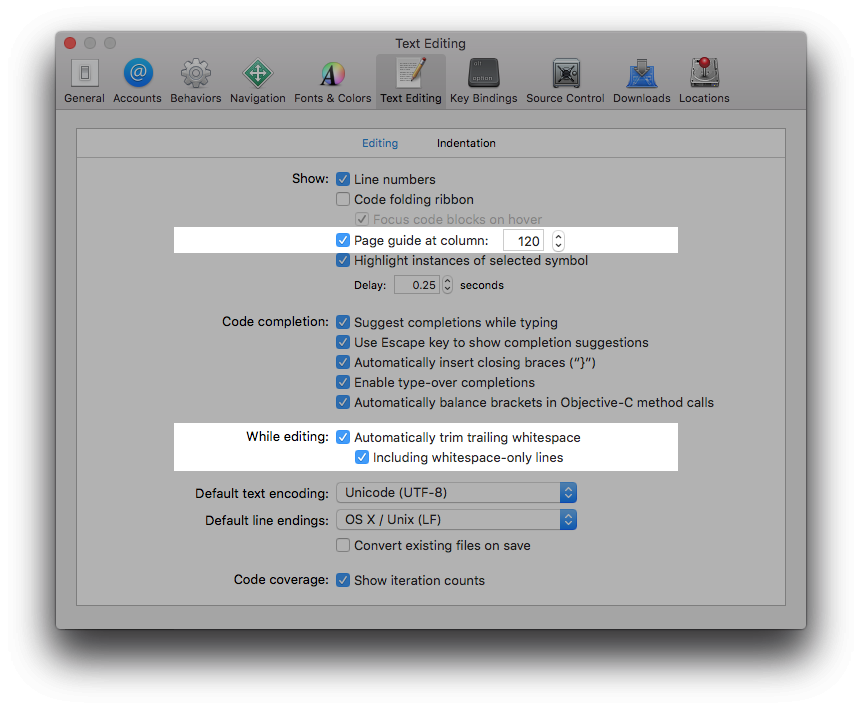 Text Editing
General Accounts Behaviors Navigation Fonts & Colors Text Editing Key Bindings Source Control Downloads Locations
Editing Indentation
Show: Line numbers
Code folding ribbon
Focus code blocks on hover
Page guide at column: 120
Highlight instances of selected symbol
Delay: 0.25 seconds
Code completion: Suggest completions while typing
Use Escape key to show completion suggestions
Automatically insert closing braces (“}”)
Enable type-over completions
Automatically balance brackets in Objective-C method calls
While editing: Automatically trim trailing whitespace
Including whitespace-only lines
Default text encoding: Unicode (UTF-8)
Default line endings: OS X / Unix (LF)
Convert existing files on save
Code coverage: Show iteration counts